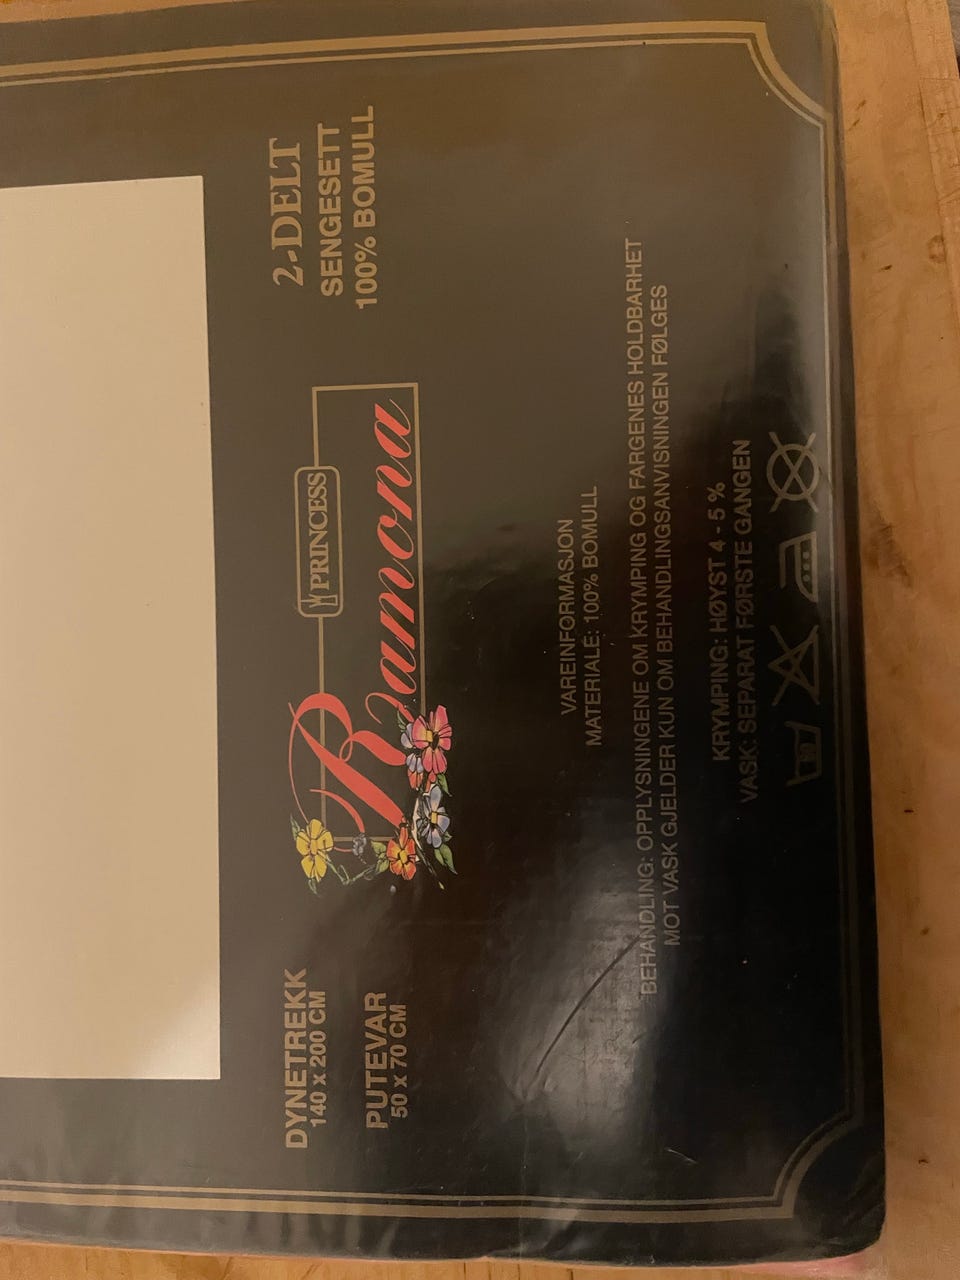 DYNETREKK
140 x 200 CM
PUTEVAR
50 x 70 CM
PRINCESS
Ramona
2-DELT
SENGESETT
100% BOMULL
VAREINFORMASJON
MATERIALE: 100% BOMULL
BEHANDLING: OPPLYSNINGENE OM KRYMPING OG FARGENES HOLDBARHET
MOT VASK GJELDER KUN OM BEHANDLINGSANVISNINGEN FØLGES
KRYMPING: HØYST 4 - 5 %
VASK: SEPARAT FØRSTE GANGEN